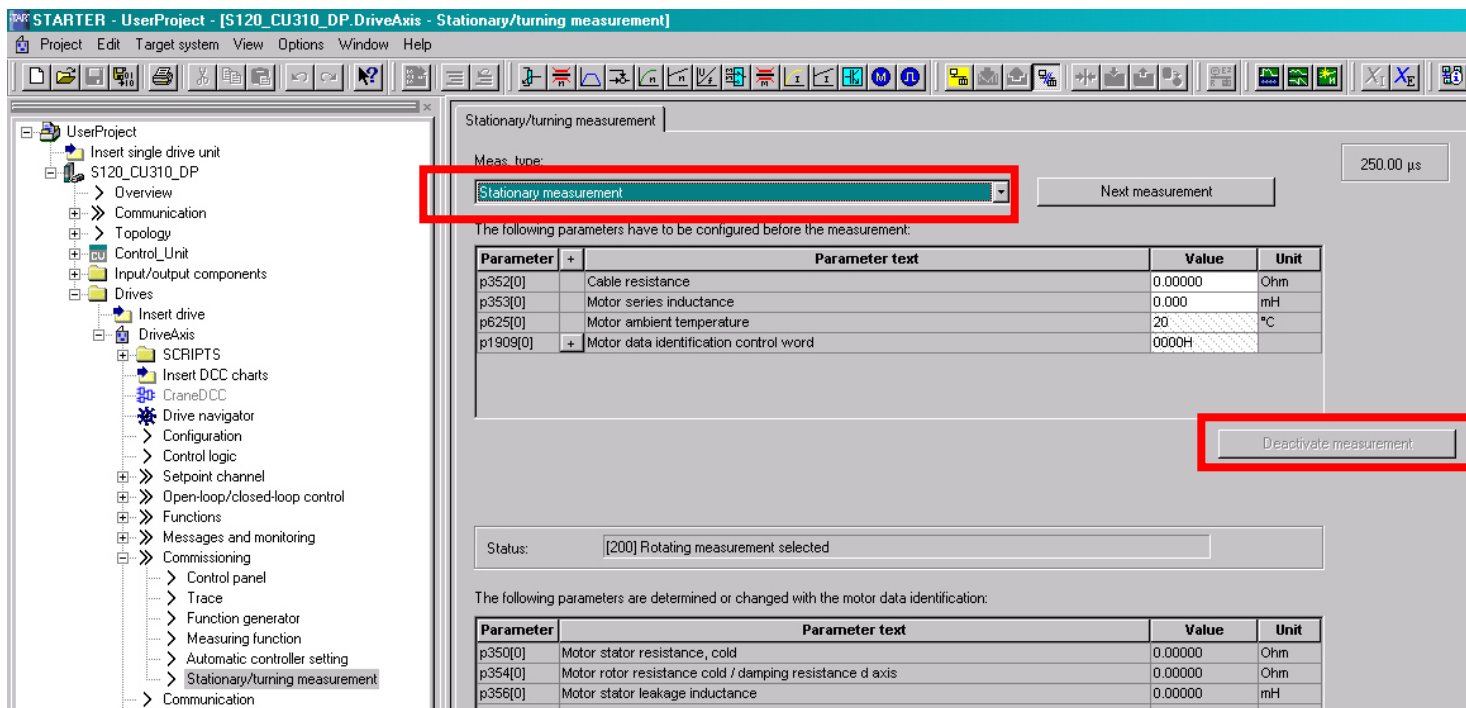 STARTER - UserProject - [S120_CU310_DP.DriveAxis - Stationary/turning measurement]
Project Edit Target system View Options Window Help
UserProject
Insert single drive unit
S120_CU310_DP
Overview
Communication
Topology
Control_Unit
Input/output components
Drives
Insert drive
DriveAxis
SCRIPTS
Insert DCC charts
CraneDCC
Drive navigator
Configuration
Control logic
Setpoint channel
Open-loop/closed-loop control
Functions
Messages and monitoring
Commissioning
Control panel
Trace
Function generator
Measuring function
Automatic controller setting
Stationary/turning measurement
Communication
Stationary/turning measurement
Meas. type:
250.00 µs
Stationary measurement
Next measurement
The following parameters have to be configured before the measurement:
Parameter + Parameter text Value Unit
p352[0] Cable resistance 0.00000 Ohm
p353[0] Motor series inductance 0.000 mH
p625[0] Motor ambient temperature 20 °C
p1909[0] + Motor data identification control word 0000H
Deactivate measurement
Status: [200] Rotating measurement selected
The following parameters are determined or changed with the motor data identification:
Parameter Parameter text Value Unit
p350[0] Motor stator resistance, cold 0.00000 Ohm
p354[0] Motor rotor resistance cold / damping resistance d axis 0.00000 Ohm
p356[0] Motor stator leakage inductance 0.00000 mH